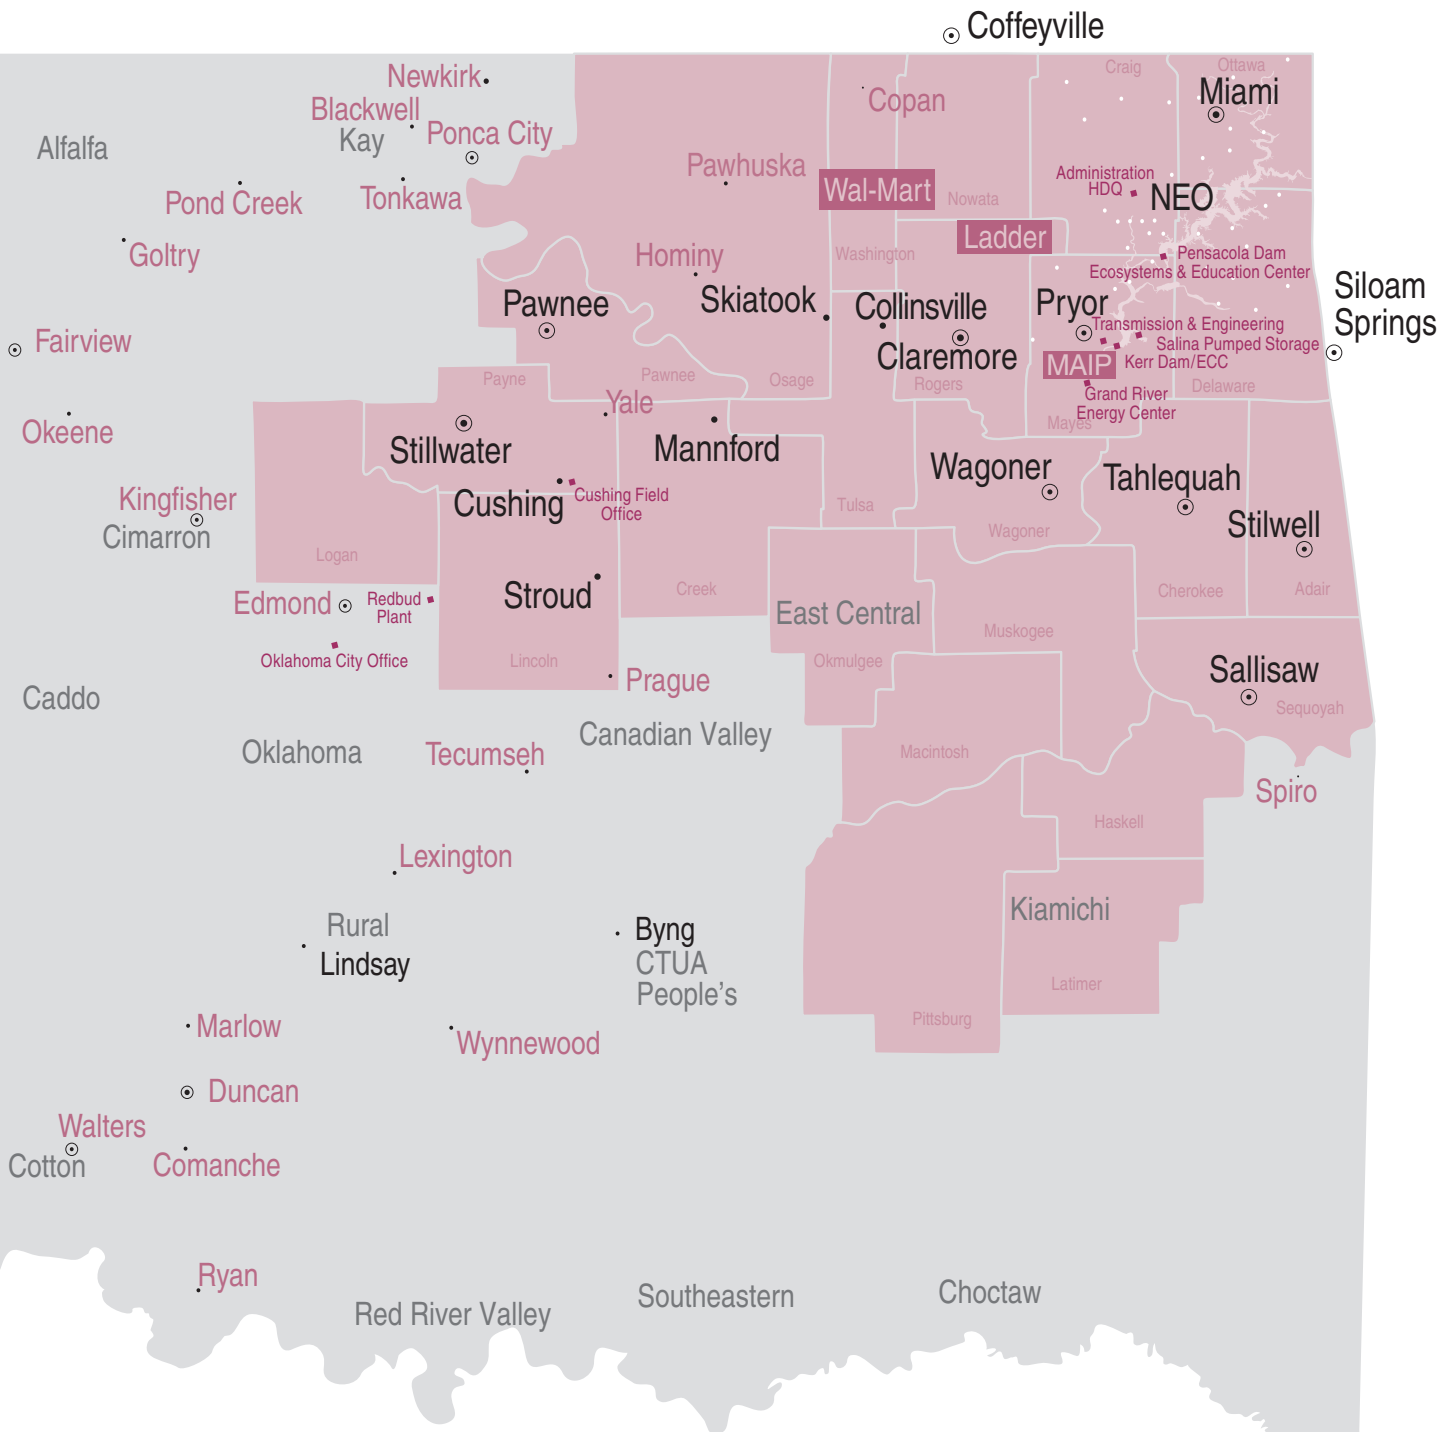 Coffeyville
Newkirk
Craig
Ottawa
Blackwell
Copan
Miami
Alfalfa
Kay
Ponca City
Pawhuska
Administration
HDQ
Wal-Mart
Nowata
NEO
Pond Creek
Tonkawa
Goltry
Hominy
Washington
Ladder
Pensacola Dam
Ecosystems & Education Center
Siloam
Springs
Pawnee
Skiatook
Collinsville
Pryor
Fairview
Transmission & Engineering
Salina Pumped Storage
Claremore
MAIP
Kerr Dam/ECC
Payne
Pawnee
Osage
Rogers
Delaware
Grand River
Energy Center
Mayes
Yale
Okeene
Stillwater
Mannford
Wagoner
Tahlequah
Kingfisher
Cimarron
Cushing
Cushing Field
Office
Tulsa
Wagoner
Stilwell
Logan
Edmond
Redbud
Plant
Stroud
Creek
East Central
Cherokee
Adair
Muskogee
Oklahoma City Office
Lincoln
Okmulgee
Sallisaw
Sequoyah
Prague
Caddo
Canadian Valley
Oklahoma
Tecumseh
Macintosh
Spiro
Haskell
Lexington
Rural
Lindsay
Byng
CTUA
People's
Kiamichi
Latimer
Pittsburg
Marlow
Wynnewood
Duncan
Walters
Cotton
Comanche
Ryan
Red River Valley
Southeastern
Choctaw